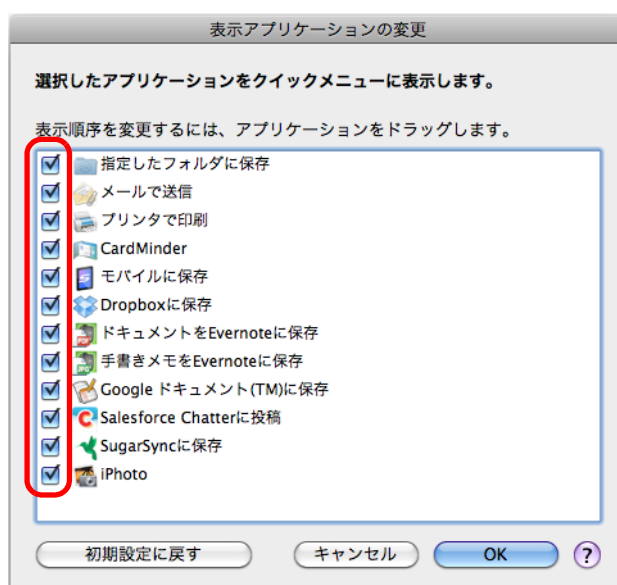 表示アプリケーションの変更
選択したアプリケーションをクイックメニューに表示します。
表示順序を変更するには、アプリケーションをドラッグします。
指定したフォルダに保存
メールで送信
プリンタで印刷
CardMinder
モバイルに保存
Dropboxに保存
ドキュメントをEvernoteに保存
手書きメモをEvernoteに保存
Google ドキュメント(TM)に保存
Salesforce Chatterに投稿
SugarSyncに保存
iPhoto
初期設定に戻す キャンセル OK ?